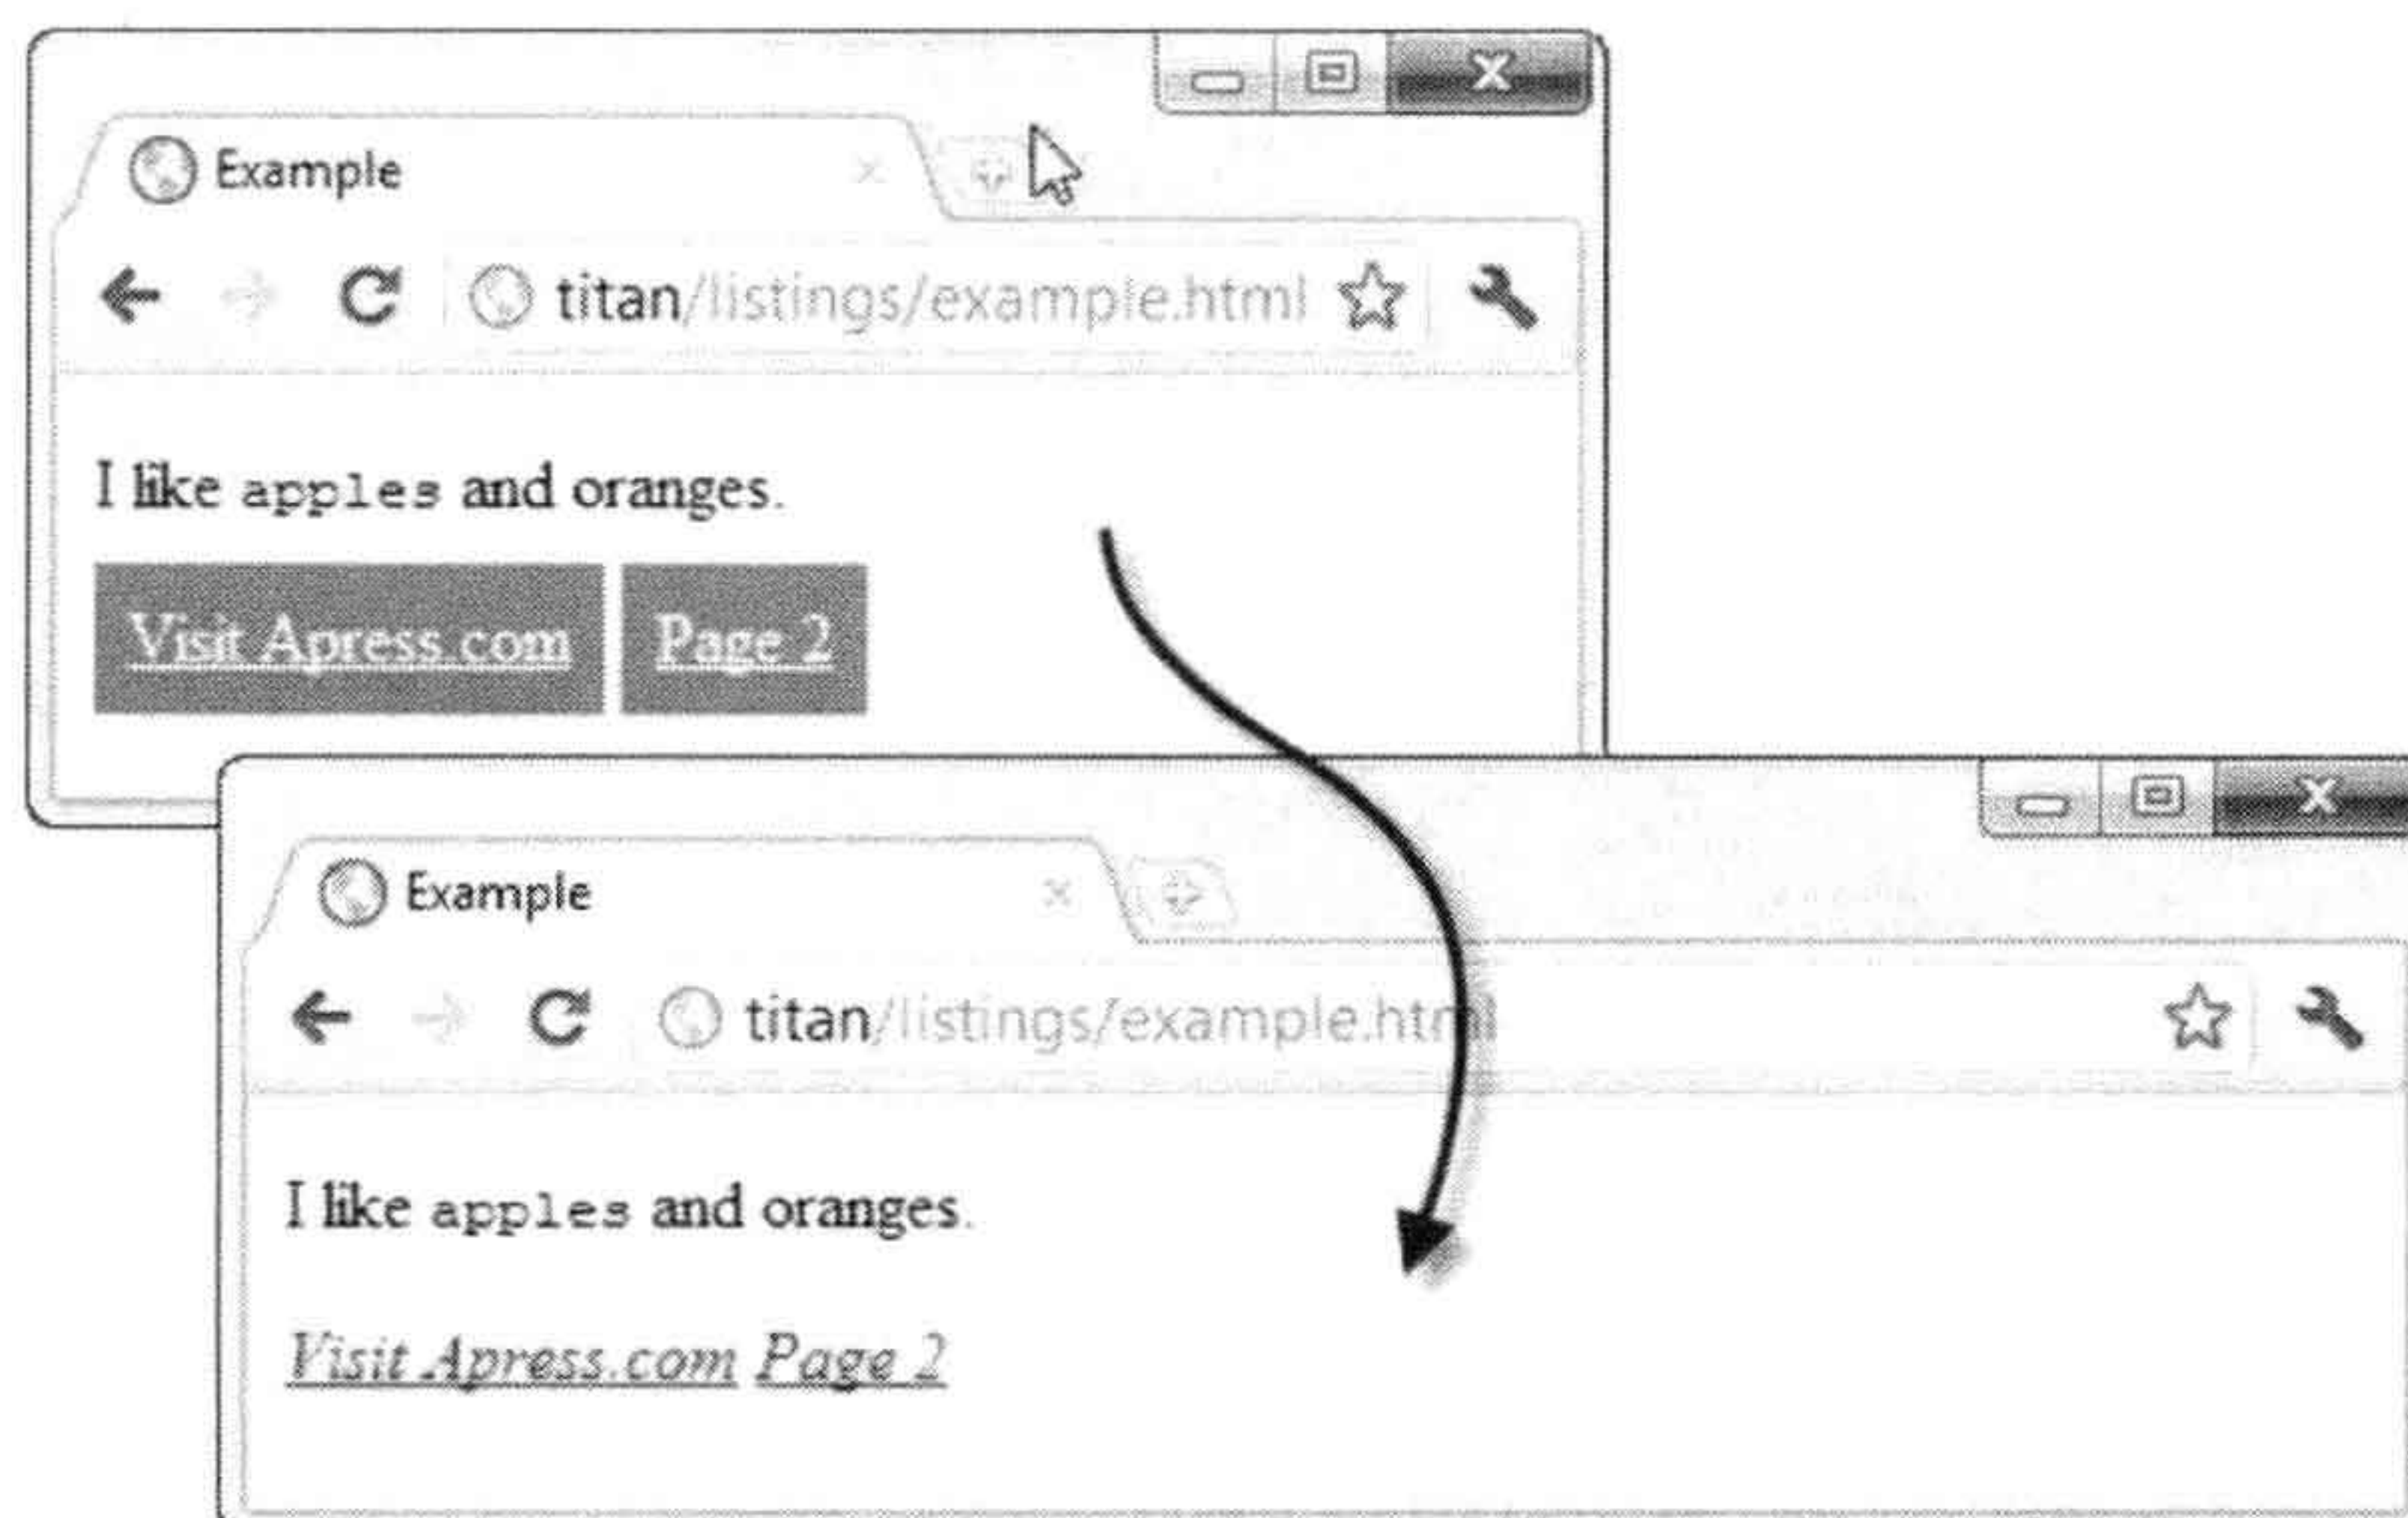 Example
titan/listings/example.html
I like apples and oranges.
Visit Apress.com Page 2
Example
titan/listings/example.html
I like apples and oranges.
Visit Apress.com Page 2